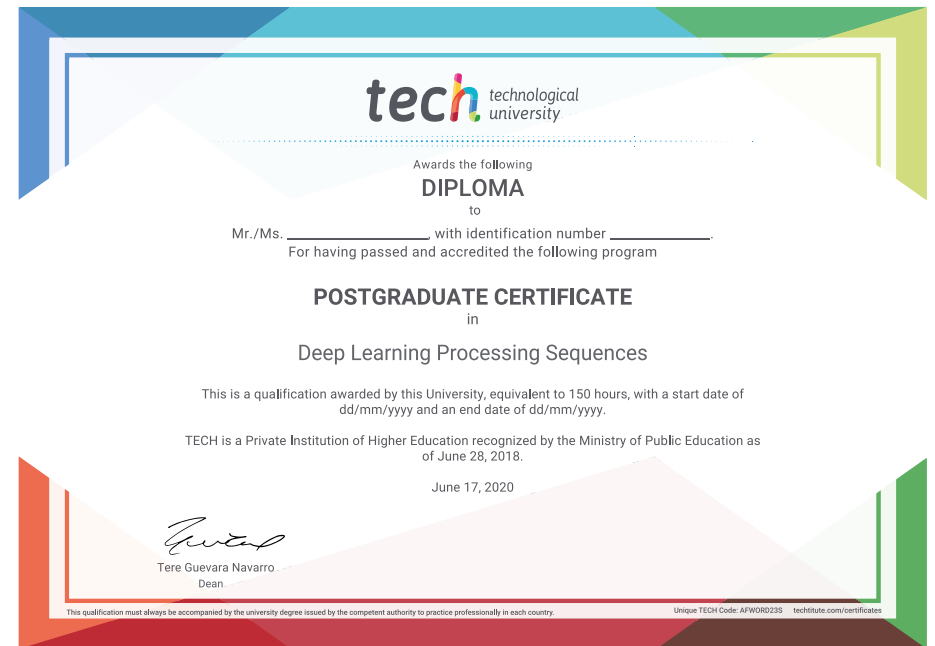 tech technological
university
Awards the following
DIPLOMA
to
Mr./Ms. ____________________, with identification number ______________.
For having passed and accredited the following program
POSTGRADUATE CERTIFICATE
in
Deep Learning Processing Sequences
This is a qualification awarded by this University, equivalent to 150 hours, with a start date of
dd/mm/yyyy and an end date of dd/mm/yyyy.
TECH is a Private Institution of Higher Education recognized by the Ministry of Public Education as
of June 28, 2018.
June 17, 2020
Tere Guevara Navarro
Dean
This qualification must always be accompanied by the university degree issued by the competent authority to practice professionally in each country.
Unique TECH Code: AFWORD23S techtitute.com/certificates